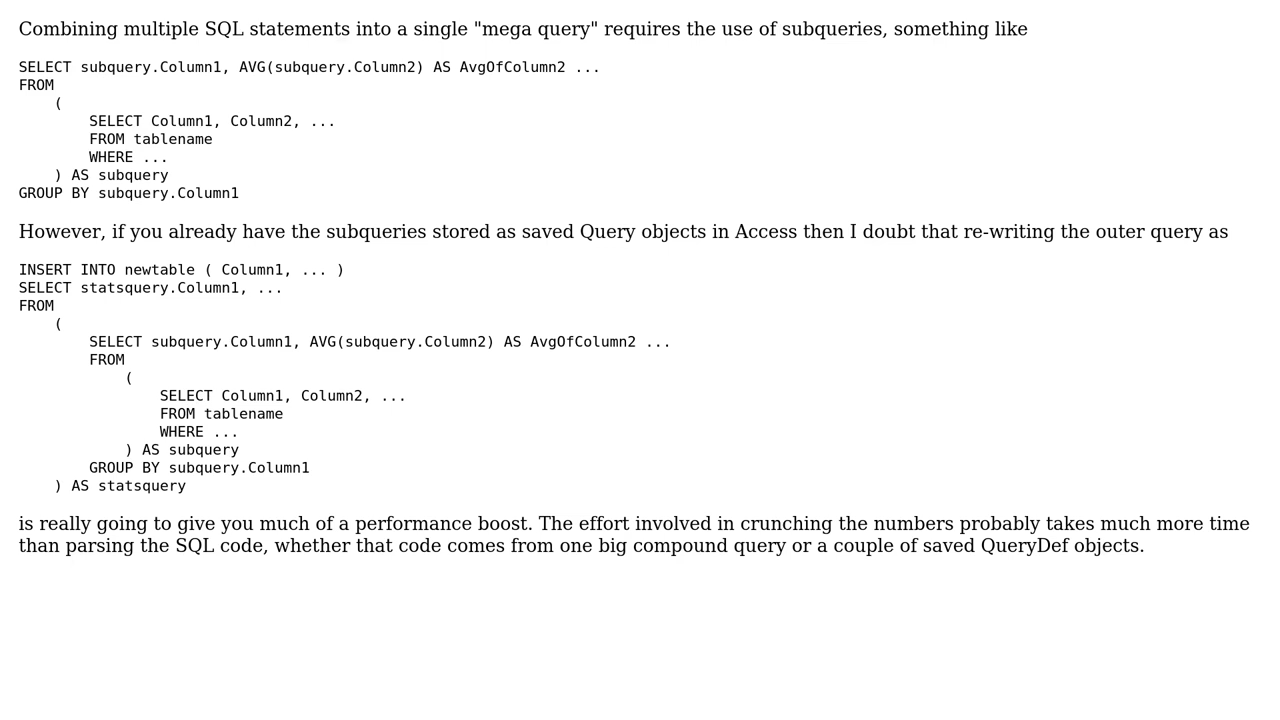 Combining multiple SQL statements into a single "mega query" requires the use of subqueries, something like
SELECT subquery.Column1, AVG(subquery.Column2) AS AvgOfColumn2 ...
FROM
    (
        SELECT Column1, Column2, ...
        FROM tablename
        WHERE ...
    ) AS subquery
GROUP BY subquery.Column1
However, if you already have the subqueries stored as saved Query objects in Access then I doubt that re-writing the outer query as
INSERT INTO newtable ( Column1, ... )
SELECT statsquery.Column1, ...
FROM
    (
        SELECT subquery.Column1, AVG(subquery.Column2) AS AvgOfColumn2 ...
        FROM
            (
                SELECT Column1, Column2, ...
                FROM tablename
                WHERE ...
            ) AS subquery
        GROUP BY subquery.Column1
    ) AS statsquery
is really going to give you much of a performance boost. The effort involved in crunching the numbers probably takes much more time
than parsing the SQL code, whether that code comes from one big compound query or a couple of saved QueryDef objects.